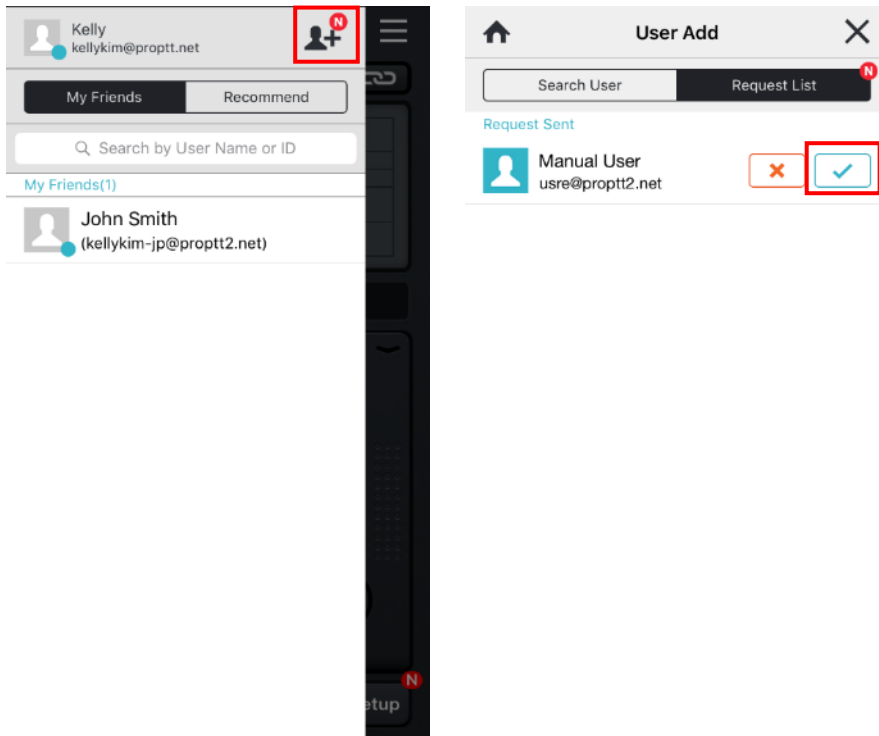 Kelly
kellykim@proptt.net
N
My Friends
Recommend
Search by User Name or ID
My Friends(1)
John Smith
(kellykim-jp@proptt2.net)
N
etup
User Add
Search User
Request List
N
Request Sent
Manual User
usre@proptt2.net